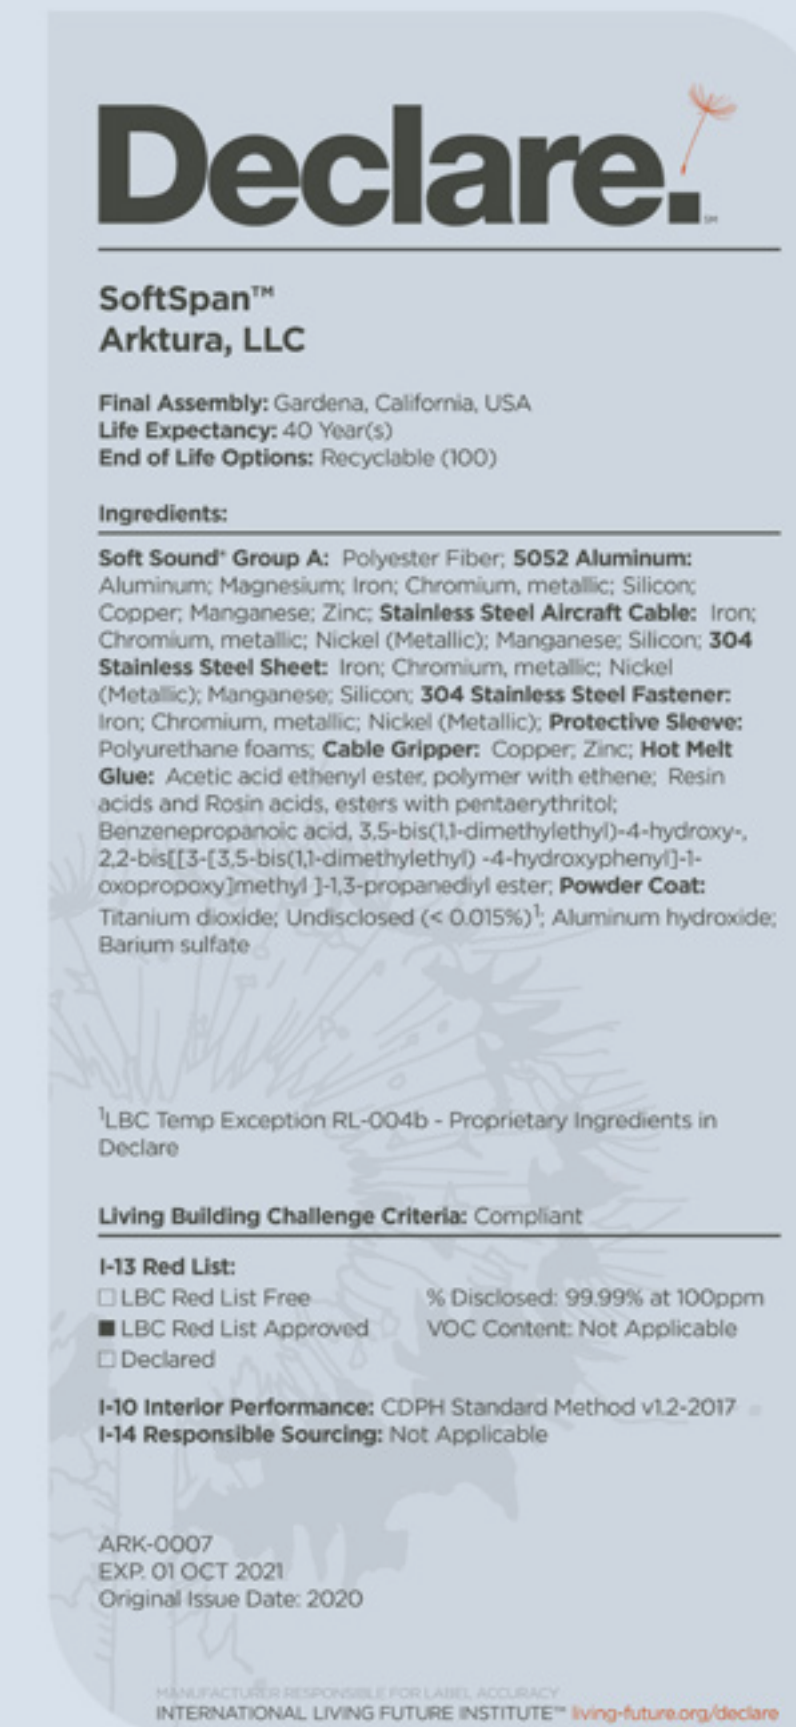 Declare.℠
SoftSpan™
Arktura, LLC
Final Assembly: Gardena, California, USA
Life Expectancy: 40 Year(s)
End of Life Options: Recyclable (100)
Ingredients:
Soft Sound® Group A: Polyester Fiber; 5052 Aluminum:
Aluminum; Magnesium; Iron; Chromium, metallic; Silicon;
Copper; Manganese; Zinc; Stainless Steel Aircraft Cable: Iron;
Chromium, metallic; Nickel (Metallic); Manganese; Silicon; 304
Stainless Steel Sheet: Iron; Chromium, metallic; Nickel
(Metallic); Manganese; Silicon; 304 Stainless Steel Fastener:
Iron; Chromium, metallic; Nickel (Metallic); Protective Sleeve:
Polyurethane foams; Cable Gripper: Copper; Zinc; Hot Melt
Glue: Acetic acid ethenyl ester, polymer with ethene; Resin
acids and Rosin acids, esters with pentaerythritol;
Benzenepropanoic acid, 3,5-bis(1,1-dimethylethyl)-4-hydroxy-,
2,2-bis[[3-[3,5-bis(1,1-dimethylethyl) -4-hydroxyphenyl]-1-
oxopropoxy]methyl ]-1,3-propanediyl ester; Powder Coat:
Titanium dioxide; Undisclosed (< 0.015%)¹; Aluminum hydroxide;
Barium sulfate
¹LBC Temp Exception RL-004b - Proprietary Ingredients in
Declare
Living Building Challenge Criteria: Compliant
I-13 Red List:
☐ LBC Red List Free % Disclosed: 99.99% at 100ppm
■ LBC Red List Approved VOC Content: Not Applicable
☐ Declared
I-10 Interior Performance: CDPH Standard Method v1.2-2017
I-14 Responsible Sourcing: Not Applicable
ARK-0007
EXP. 01 OCT 2021
Original Issue Date: 2020
MANUFACTURER RESPONSIBLE FOR LABEL ACCURACY
INTERNATIONAL LIVING FUTURE INSTITUTE™ living-future.org/declare